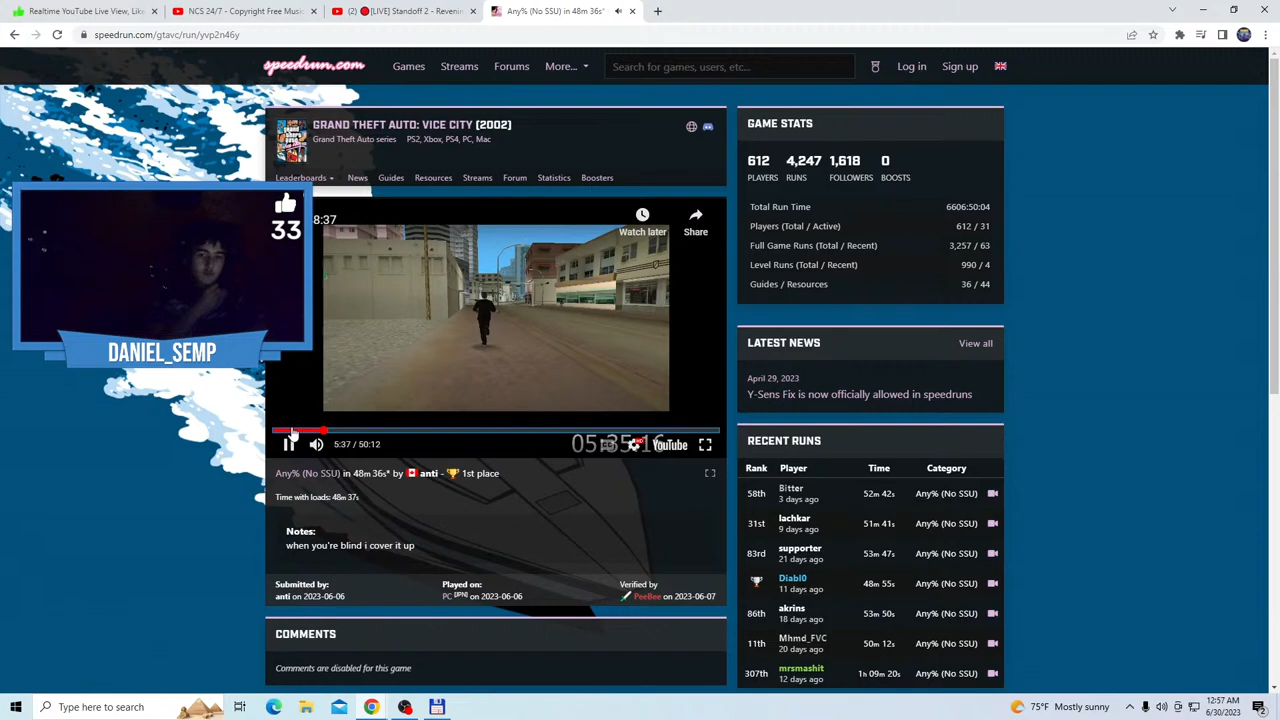 Realtime YouTube Live View, Like
NCS 24/7 - Copyright Free Music
(2) [LIVE] Standoff 2 - Revenin
Any% (No SSU) in 48m 36s*
speedrun.com/gtavc/run/yvp2n46y
speedrun.com
Games
Streams
Forums
More...
Search for games, users, etc...
Log in
Sign up
GRAND THEFT AUTO: VICE CITY (2002)
Grand Theft Auto series PS2, Xbox, PS4, PC, Mac
Leaderboards
News
Guides
Resources
Streams
Forum
Statistics
Boosters
33
DANIEL_SEMP
8:37
Watch later
Share
5:37 / 50:12
05:35.16
YouTube
Any% (No SSU) in 48m 36s* by anti - 1st place
Time with loads: 48m 37s
Notes:
when you're blind i cover it up
Submitted by:
anti on 2023-06-06
Played on:
PC [JPN] on 2023-06-06
Verified by
PeeBee on 2023-06-07
COMMENTS
Comments are disabled for this game
GAME STATS
612 4,247 1,618 0
PLAYERS RUNS FOLLOWERS BOOSTS
Total Run Time 6606:50:04
Players (Total / Active) 612 / 31
Full Game Runs (Total / Recent) 3,257 / 63
Level Runs (Total / Recent) 990 / 4
Guides / Resources 36 / 44
LATEST NEWS View all
April 29, 2023
Y-Sens Fix is now officially allowed in speedruns
RECENT RUNS
Rank Player Time Category
58th Bitter 52m 42s Any% (No SSU)
3 days ago
31st lachkar 51m 41s Any% (No SSU)
9 days ago
83rd supporter 53m 47s Any% (No SSU)
21 days ago
Diabl0 48m 55s Any% (No SSU)
11 days ago
86th akrins 53m 50s Any% (No SSU)
18 days ago
11th Mhmd_FVC 50m 12s Any% (No SSU)
20 days ago
307th mrsmashit 1h 09m 20s Any% (No SSU)
12 days ago
Type here to search
75°F Mostly sunny
12:57 AM
6/30/2023
2